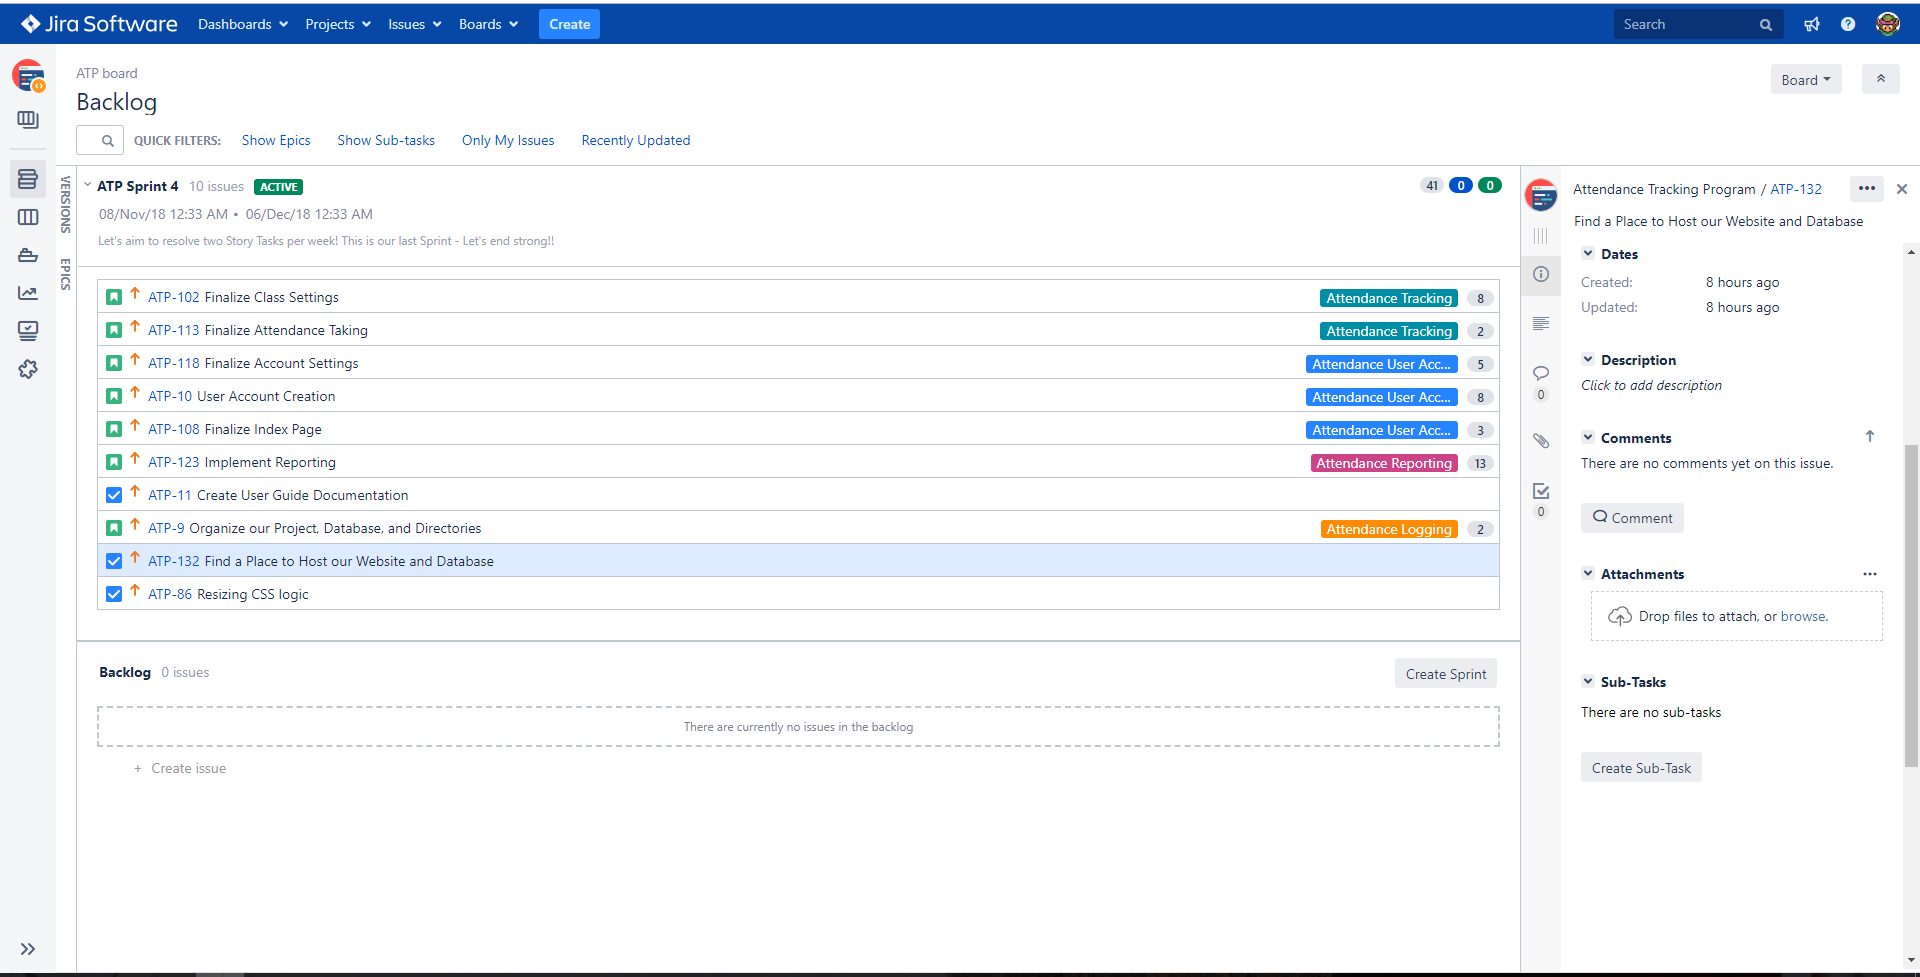 Jira Software Dashboards Projects Issues Boards Create Search
ATP board
Backlog
Board
QUICK FILTERS: Show Epics Show Sub-tasks Only My Issues Recently Updated
VERSIONS
EPICS
ATP Sprint 4 10 issues ACTIVE 41 0 0
08/Nov/18 12:33 AM • 06/Dec/18 12:33 AM
Let's aim to resolve two Story Tasks per week! This is our last Sprint - Let's end strong!!
ATP-102 Finalize Class Settings Attendance Tracking 8
ATP-113 Finalize Attendance Taking Attendance Tracking 2
ATP-118 Finalize Account Settings Attendance User Acc... 5
ATP-10 User Account Creation Attendance User Acc... 8
ATP-108 Finalize Index Page Attendance User Acc... 3
ATP-123 Implement Reporting Attendance Reporting 13
ATP-11 Create User Guide Documentation
ATP-9 Organize our Project, Database, and Directories Attendance Logging 2
ATP-132 Find a Place to Host our Website and Database
ATP-86 Resizing CSS logic
Backlog 0 issues Create Sprint
There are currently no issues in the backlog
+ Create issue
0
0
Attendance Tracking Program / ATP-132
Find a Place to Host our Website and Database
Dates
Created: 8 hours ago
Updated: 8 hours ago
Description
Click to add description
Comments
There are no comments yet on this issue.
Comment
Attachments
Drop files to attach, or browse.
Sub-Tasks
There are no sub-tasks
Create Sub-Task